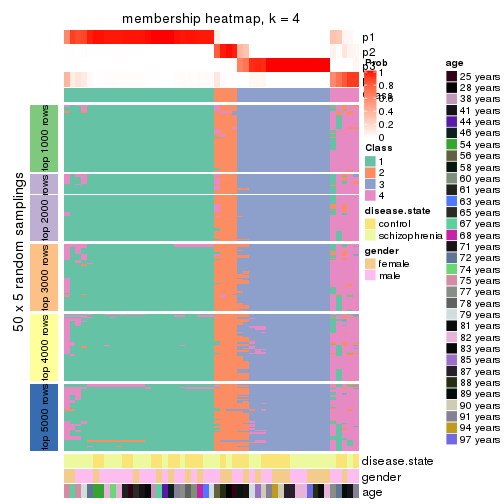 membership heatmap, k = 4
p1
p2
p3
Prob
1
0.8
0.6
0.4
0.2
0
Class
1
2
3
4
disease.state
control
schizophrenia
gender
female
male
age
25 years
28 years
38 years
41 years
44 years
46 years
54 years
56 years
58 years
60 years
61 years
63 years
65 years
67 years
68 years
71 years
72 years
74 years
75 years
77 years
78 years
79 years
81 years
82 years
83 years
85 years
87 years
88 years
89 years
90 years
91 years
94 years
97 years
50 x 5 random samplings
top 1000 rows
top 2000 rows
top 3000 rows
top 4000 rows
top 5000 rows
disease.state
gender
age